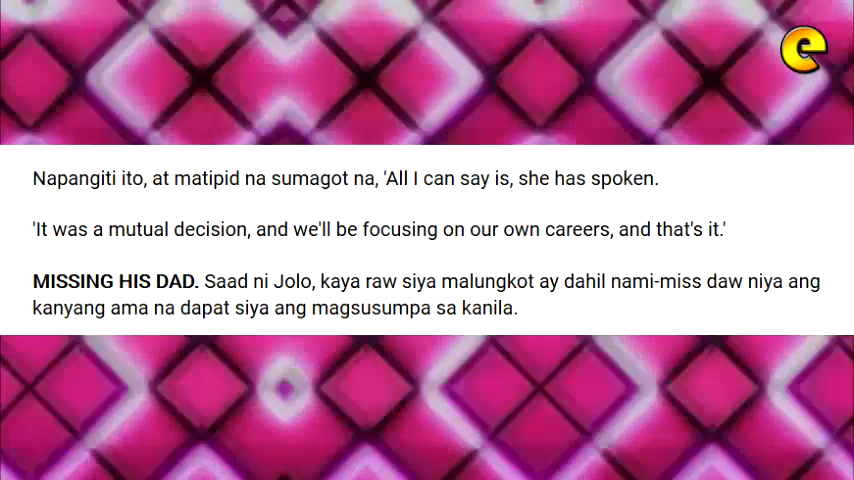 e
Napangiti ito, at matipid na sumagot na, 'All I can say is, she has spoken.
'It was a mutual decision, and we'll be focusing on our own careers, and that's it.'
MISSING HIS DAD. Saad ni Jolo, kaya raw siya malungkot ay dahil nami-miss daw niya ang
kanyang ama na dapat siya ang magsusumpa sa kanila.